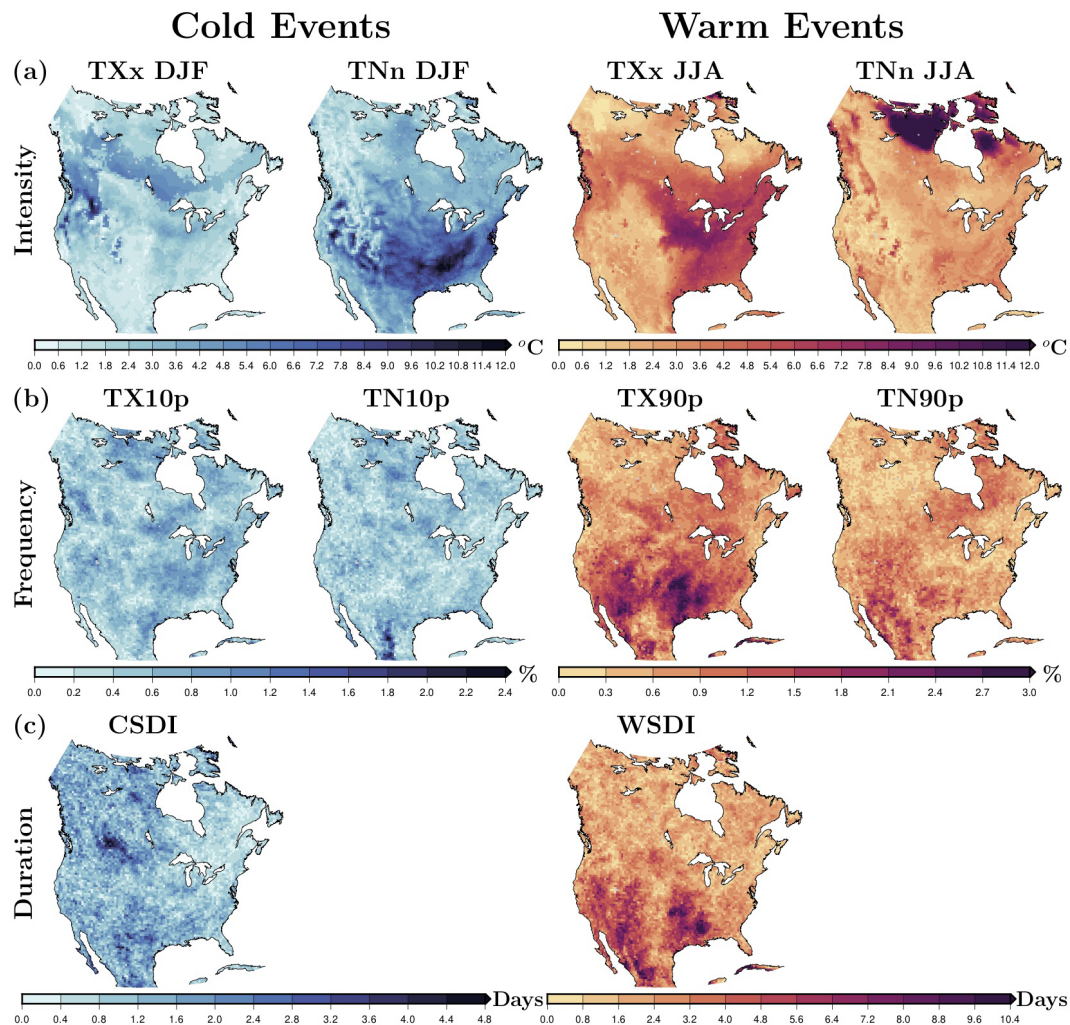 Cold Events Warm Events
(a) TXx DJF TNn DJF TXx JJA TNn JJA
Intensity
0.0 0.6 1.2 1.8 2.4 3.0 3.6 4.2 4.8 5.4 6.0 6.6 7.2 7.8 8.4 9.0 9.6 10.2 10.8 11.4 12.0 °C
0.0 0.6 1.2 1.8 2.4 3.0 3.6 4.2 4.8 5.4 6.0 6.6 7.2 7.8 8.4 9.0 9.6 10.2 10.8 11.4 12.0 °C
(b) TX10p TN10p TX90p TN90p
Frequency
0.0 0.2 0.4 0.6 0.8 1.0 1.2 1.4 1.6 1.8 2.0 2.2 2.4 %
0.0 0.3 0.6 0.9 1.2 1.5 1.8 2.1 2.4 2.7 3.0 %
(c) CSDI WSDI
Duration
0.0 0.4 0.8 1.2 1.6 2.0 2.4 2.8 3.2 3.6 4.0 4.4 4.8 Days
0.0 0.8 1.6 2.4 3.2 4.0 4.8 5.6 6.4 7.2 8.0 8.8 9.6 10.4 Days